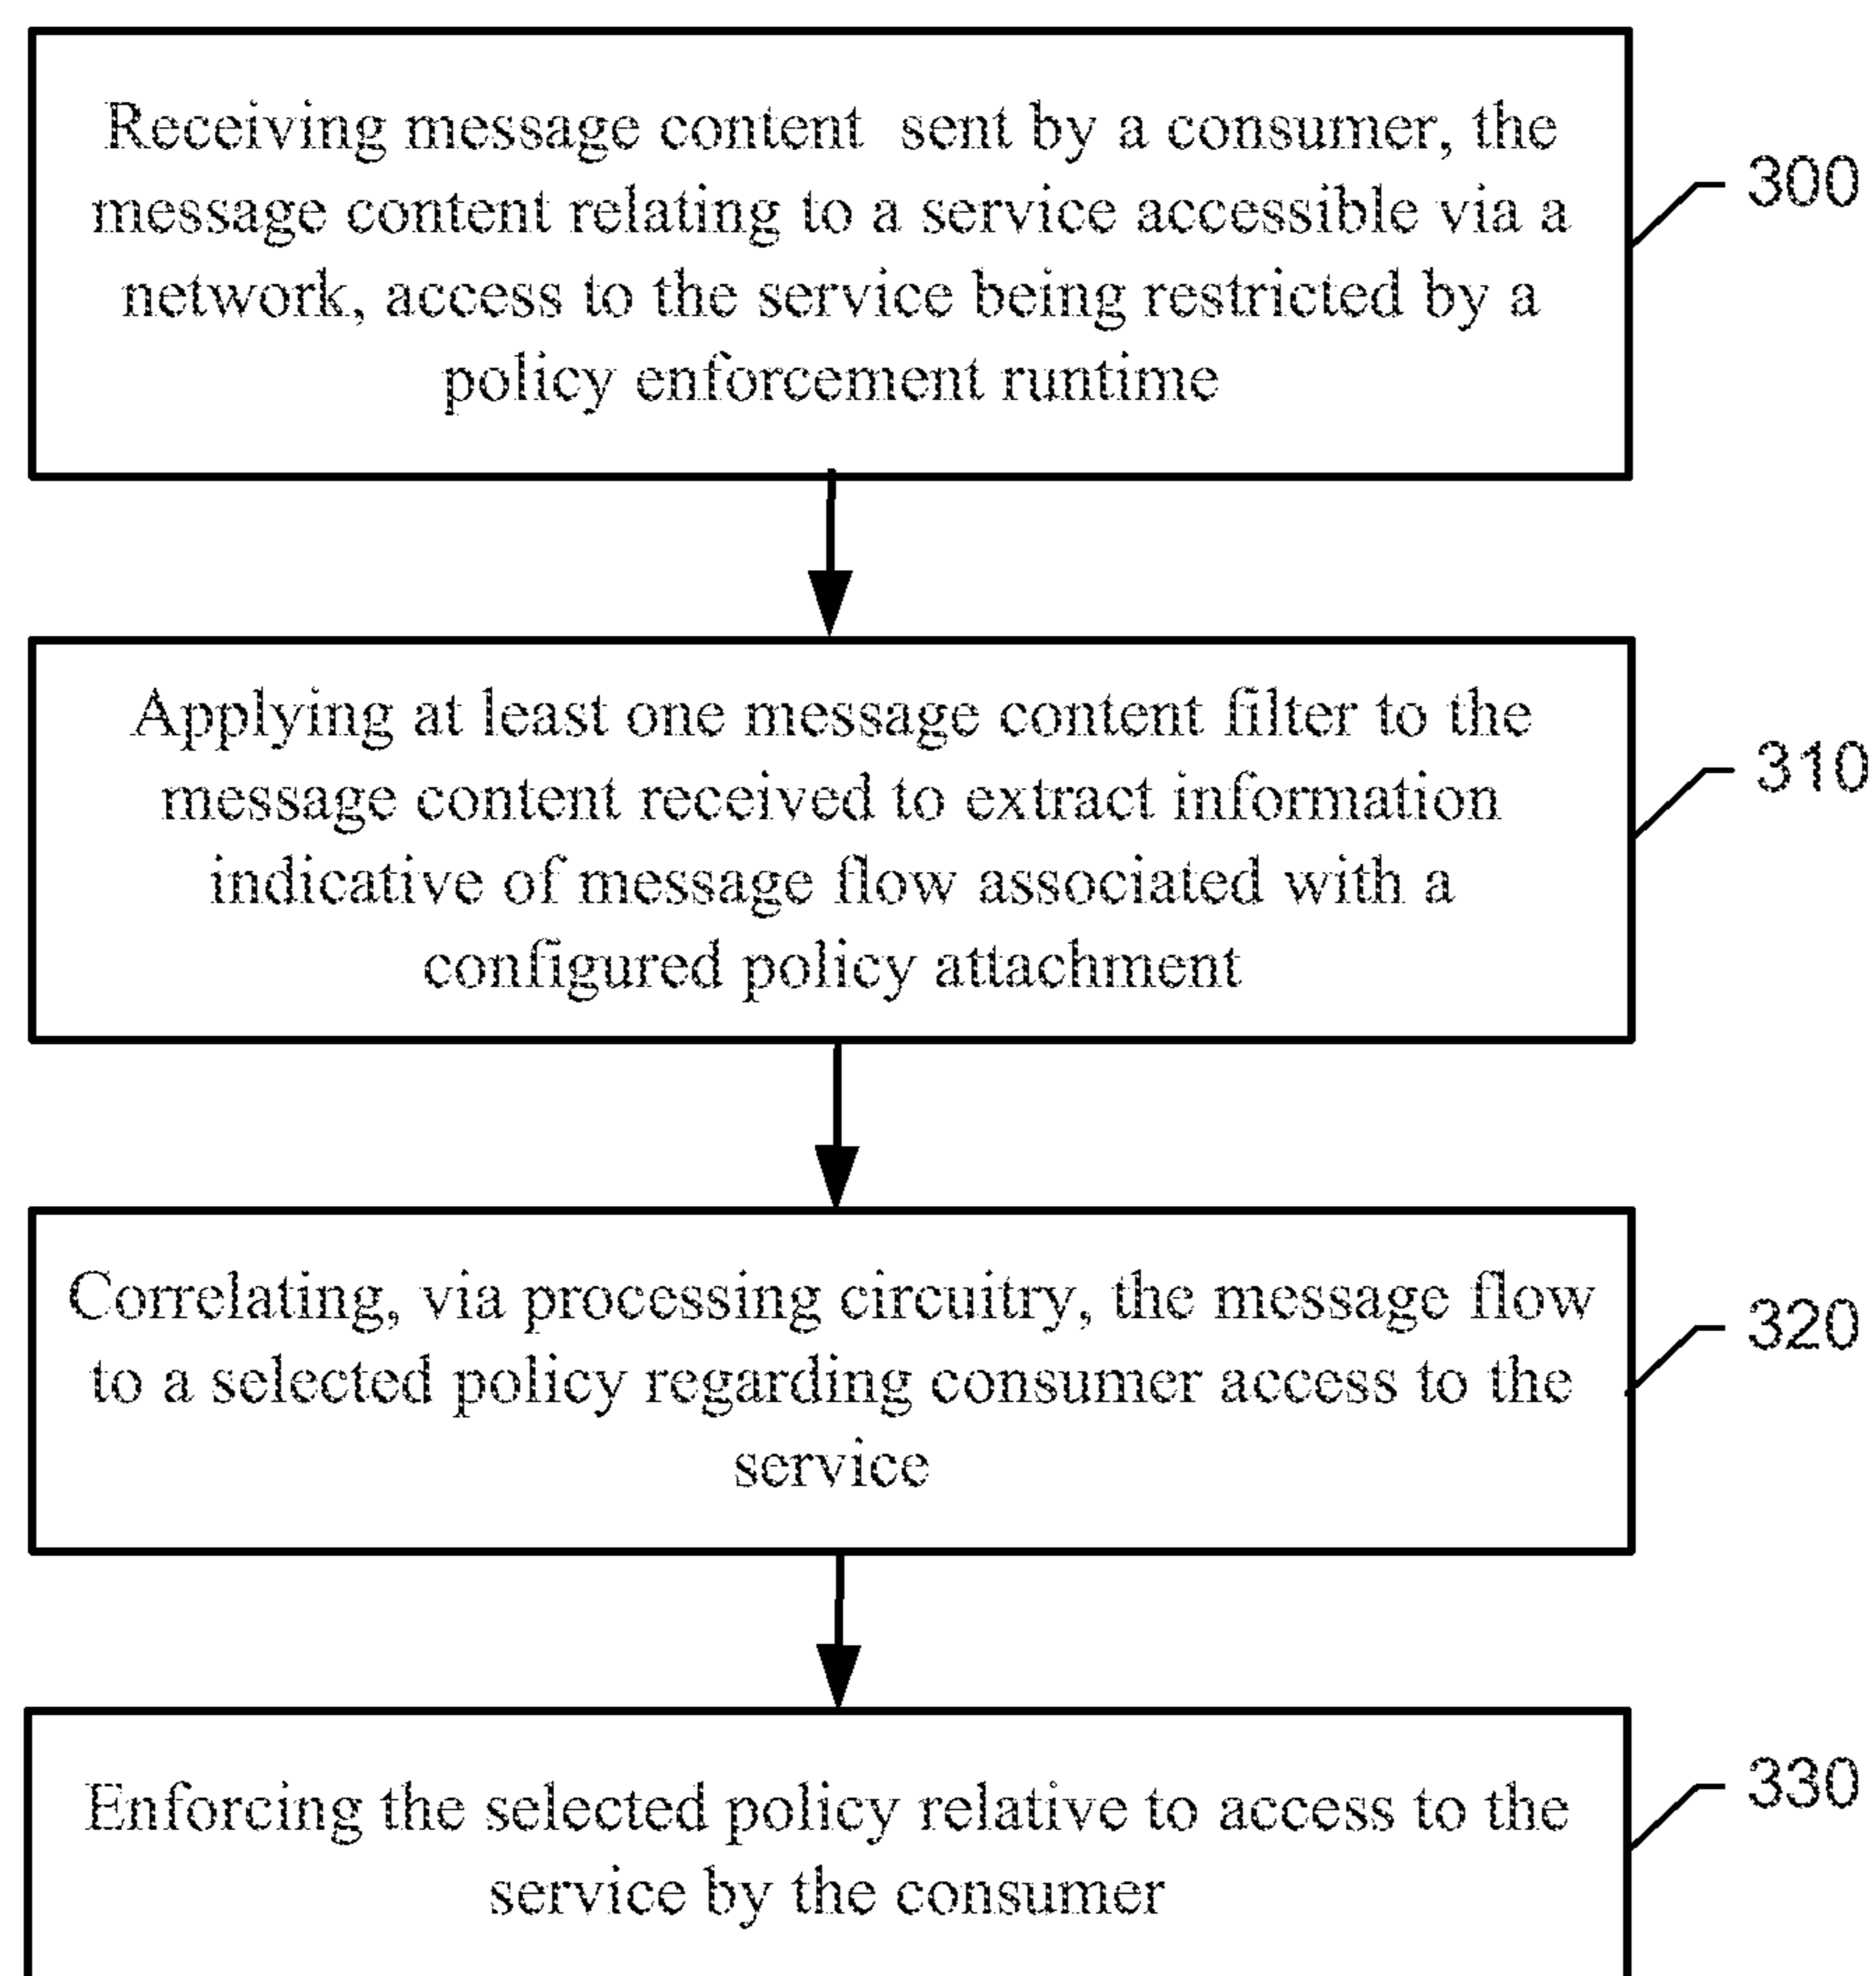 Receiving message content sent by a consumer, the
message content relating to a service accessible via a
network, access to the service being restricted by a
policy enforcement runtime
300
Applying at least one message content filter to the
message content received to extract information
indicative of message flow associated with a
configured policy attachment
310
Correlating, via processing circuitry, the message flow
to a selected policy regarding consumer access to the
service
320
Enforcing the selected policy relative to access to the
service by the consumer
330